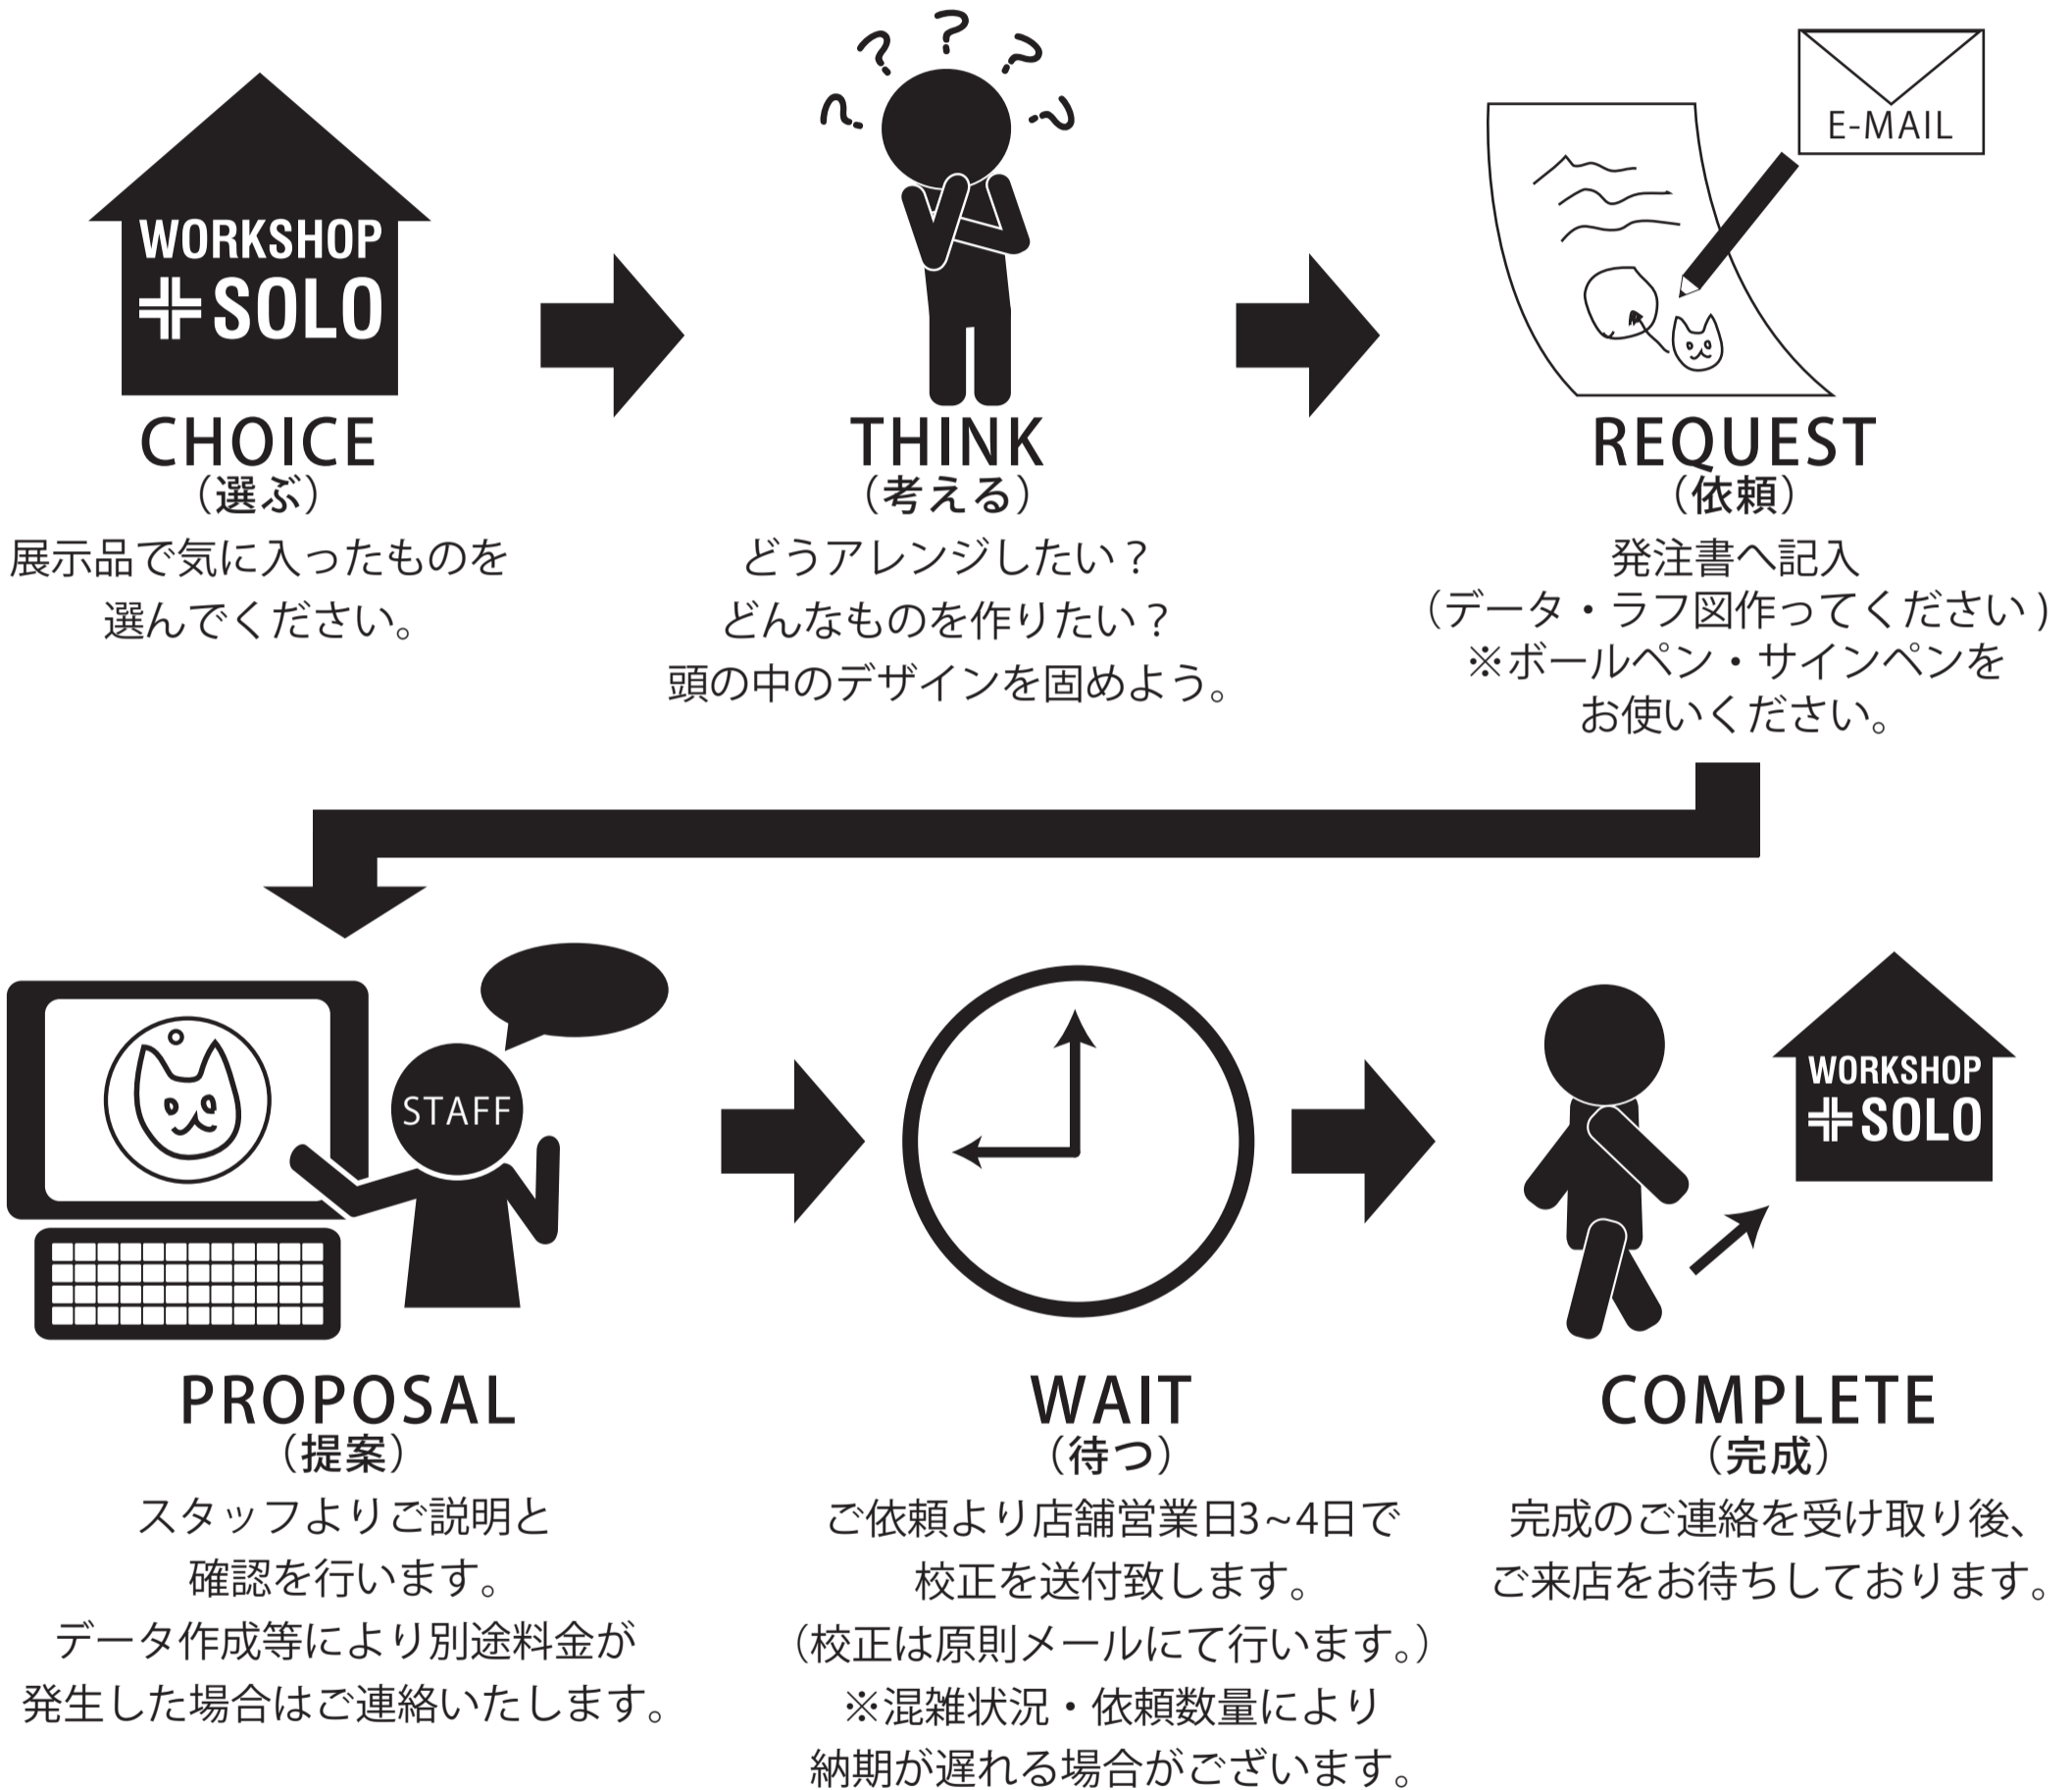 WORKSHOP
SOLO
CHOICE
（選ぶ）
展示品で気に入ったものを
選んでください。
? ? ? ? ?
THINK
（考える）
どうアレンジしたい？
どんなものを作りたい？
頭の中のデザインを固めよう。
E-MAIL
REQUEST
（依頼）
発注書へ記入
（データ・ラフ図作ってください）
※ボールペン・サインペンを
お使いください。
STAFF
PROPOSAL
（提案）
スタッフよりご説明と
確認を行います。
データ作成等により別途料金が
発生した場合はご連絡いたします。
WAIT
（待つ）
ご依頼より店舗営業日3～4日で
校正を送付致します。
（校正は原則メールにて行います。）
※混雑状況・依頼数量により
納期が遅れる場合がございます。
WORKSHOP
SOLO
COMPLETE
（完成）
完成のご連絡を受け取り後、
ご来店をお待ちしております。